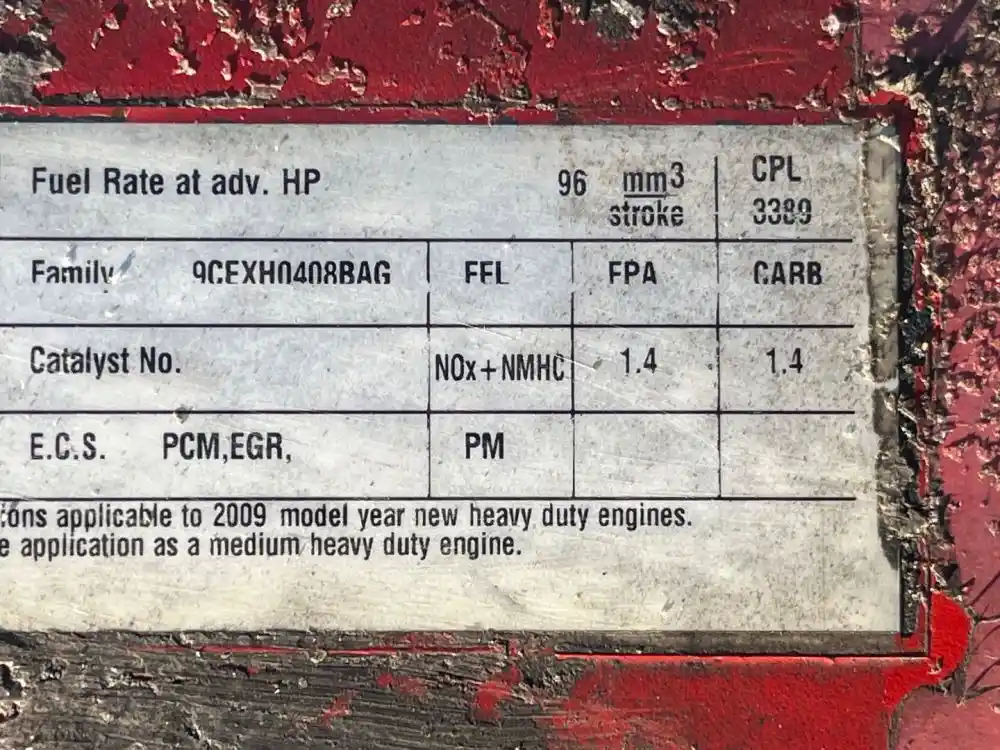 Fuel Rate at adv. HP 96 mm3 CPL
stroke 3389
Family 9CEXH0408BAG FEL EPA CARB
Catalyst No. NOx+NMHC 1.4 1.4
E.C.S. PCM,EGR, PM
applicable to 2009 model year new heavy duty engines.
application as a medium heavy duty engine.